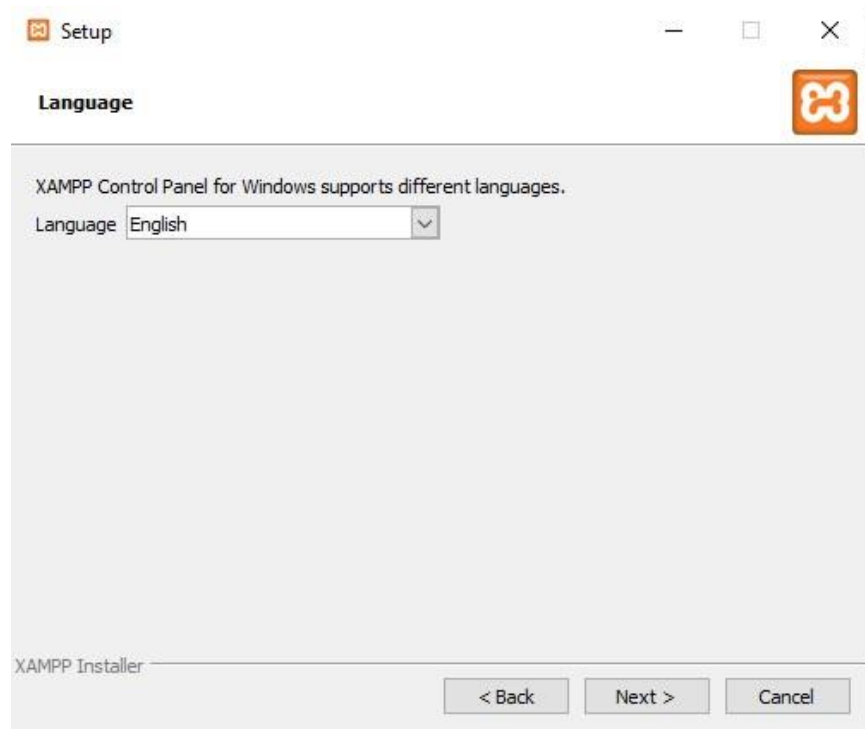 Setup
Language
XAMPP Control Panel for Windows supports different languages.
Language English
XAMPP Installer
< Back Next > Cancel